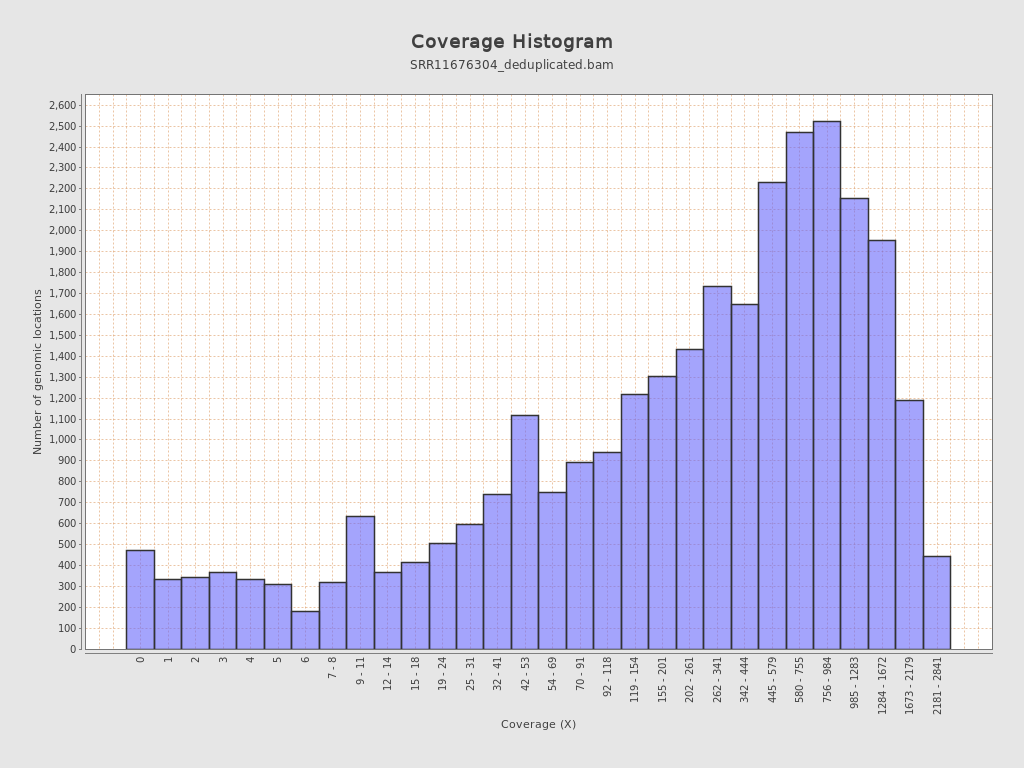 Coverage Histogram
SRR11676304_deduplicated.bam
Number of genomic locations
2,600
2,500
2,400
2,300
2,200
2,100
2,000
1,900
1,800
1,700
1,600
1,500
1,400
1,300
1,200
1,100
1,000
900
800
700
600
500
400
300
200
100
0
0
1
2
3
4
5
6
7 - 8
9 - 11
12 - 14
15 - 18
19 - 24
25 - 31
32 - 41
42 - 53
54 - 69
70 - 91
92 - 118
119 - 154
155 - 201
202 - 261
262 - 341
342 - 444
445 - 579
580 - 755
756 - 984
985 - 1283
1284 - 1672
1673 - 2179
2181 - 2841
Coverage (X)